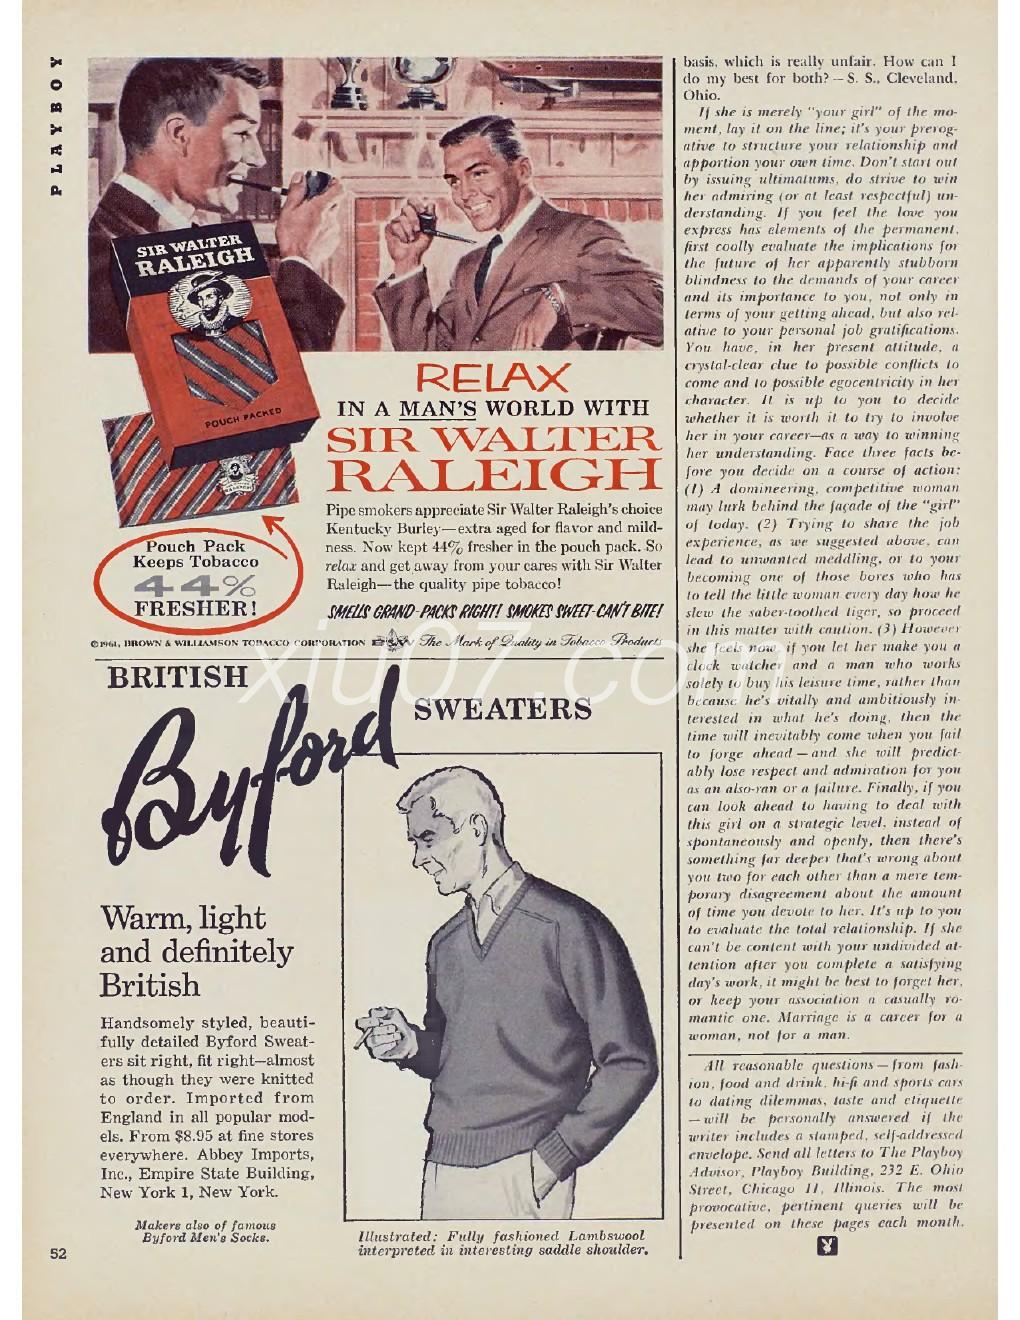 PLAYBOY
SIR WALTER
RALEIGH
POUCH PACKED
RALEIGH
Pouch Pack
Keeps Tobacco
44%
FRESHER!
RELAX
IN A MAN'S WORLD WITH
SIR WALTER
RALEIGH
Pipe smokers appreciate Sir Walter Raleigh's choice
Kentucky Burley—extra aged for flavor and mild-
ness. Now kept 44% fresher in the pouch pack. So
relax and get away from your cares with Sir Walter
Raleigh—the quality pipe tobacco!
SMELLS GRAND-PACKS RIGHT! SMOKES SWEET-CAN'T BITE!
©1961, BROWN & WILLIAMSON TOBACCO CORPORATION The Mark of Quality in Tobacco Products
xiu07.com
BRITISH
Byford
SWEATERS
Warm, light
and definitely
British
Handsomely styled, beauti-
fully detailed Byford Sweat-
ers sit right, fit right—almost
as though they were knitted
to order. Imported from
England in all popular mod-
els. From $8.95 at fine stores
everywhere. Abbey Imports,
Inc., Empire State Building,
New York 1, New York.
Makers also of famous
Byford Men's Socks.
Illustrated: Fully fashioned Lambswool
interpreted in interesting saddle shoulder.
52
basis, which is really unfair. How can I
do my best for both? — S. S., Cleveland,
Ohio.
If she is merely "your girl" of the mo-
ment, lay it on the line; it's your prerog-
ative to structure your relationship and
apportion your own time. Don't start out
by issuing ultimatums, do strive to win
her admiring (or at least respectful) un-
derstanding. If you feel the love you
express has elements of the permanent,
first coolly evaluate the implications for
the future of her apparently stubborn
blindness to the demands of your career
and its importance to you, not only in
terms of your getting ahead, but also rel-
ative to your personal job gratifications.
You have, in her present attitude, a
crystal-clear clue to possible conflicts to
come and to possible egocentricity in her
character. It is up to you to decide
whether it is worth it to try to involve
her in your career—as a way to winning
her understanding. Face three facts be-
fore you decide on a course of action:
(1) A domineering, competitive woman
may lurk behind the façade of the "girl"
of today. (2) Trying to share the job
experience, as we suggested above, can
lead to unwanted meddling, or to your
becoming one of those bores who has
to tell the little woman every day how he
slew the saber-toothed tiger, so proceed
in this matter with caution. (3) However
she feels now, if you let her make you a
clock watcher and a man who works
solely to buy his leisure time, rather than
because he's vitally and ambitiously in-
terested in what he's doing, then the
time will inevitably come when you fail
to forge ahead — and she will predict-
ably lose respect and admiration for you
as an also-ran or a failure. Finally, if you
can look ahead to having to deal with
this girl on a strategic level, instead of
spontaneously and openly, then there's
something far deeper that's wrong about
you two for each other than a mere tem-
porary disagreement about the amount
of time you devote to her. It's up to you
to evaluate the total relationship. If she
can't be content with your undivided at-
tention after you complete a satisfying
day's work, it might be best to forget her,
or keep your association a casually ro-
mantic one. Marriage is a career for a
woman, not for a man.
All reasonable questions — from fash-
ion, food and drink, hi-fi and sports cars
to dating dilemmas, taste and etiquette
— will be personally answered if the
writer includes a stamped, self-addressed
envelope. Send all letters to The Playboy
Advisor, Playboy Building, 232 E. Ohio
Street, Chicago 11, Illinois. The most
provocative, pertinent queries will be
presented on these pages each month.